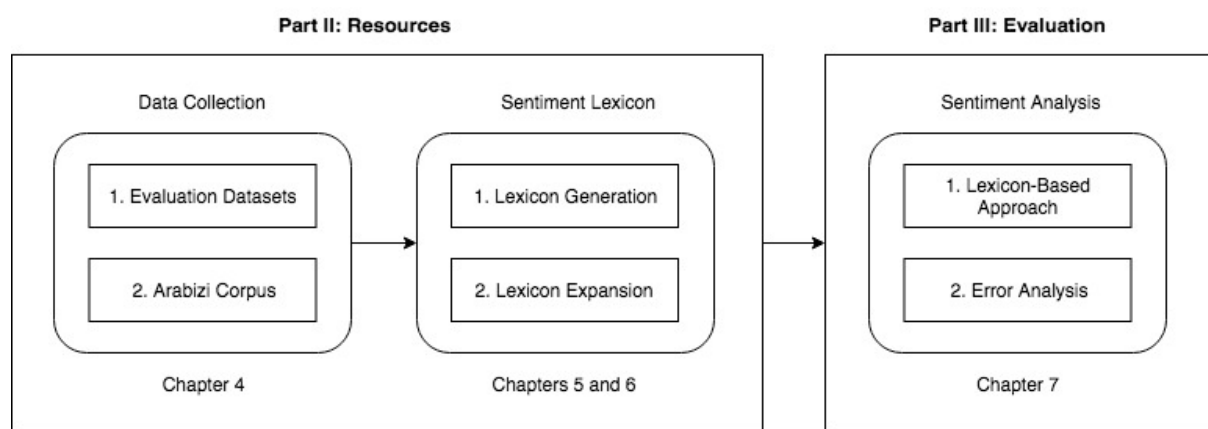 Part II: Resources
Part III: Evaluation
Data Collection
Sentiment Lexicon
Sentiment Analysis
1. Evaluation Datasets
2. Arabizi Corpus
1. Lexicon Generation
2. Lexicon Expansion
1. Lexicon-Based
Approach
2. Error Analysis
Chapter 4
Chapters 5 and 6
Chapter 7